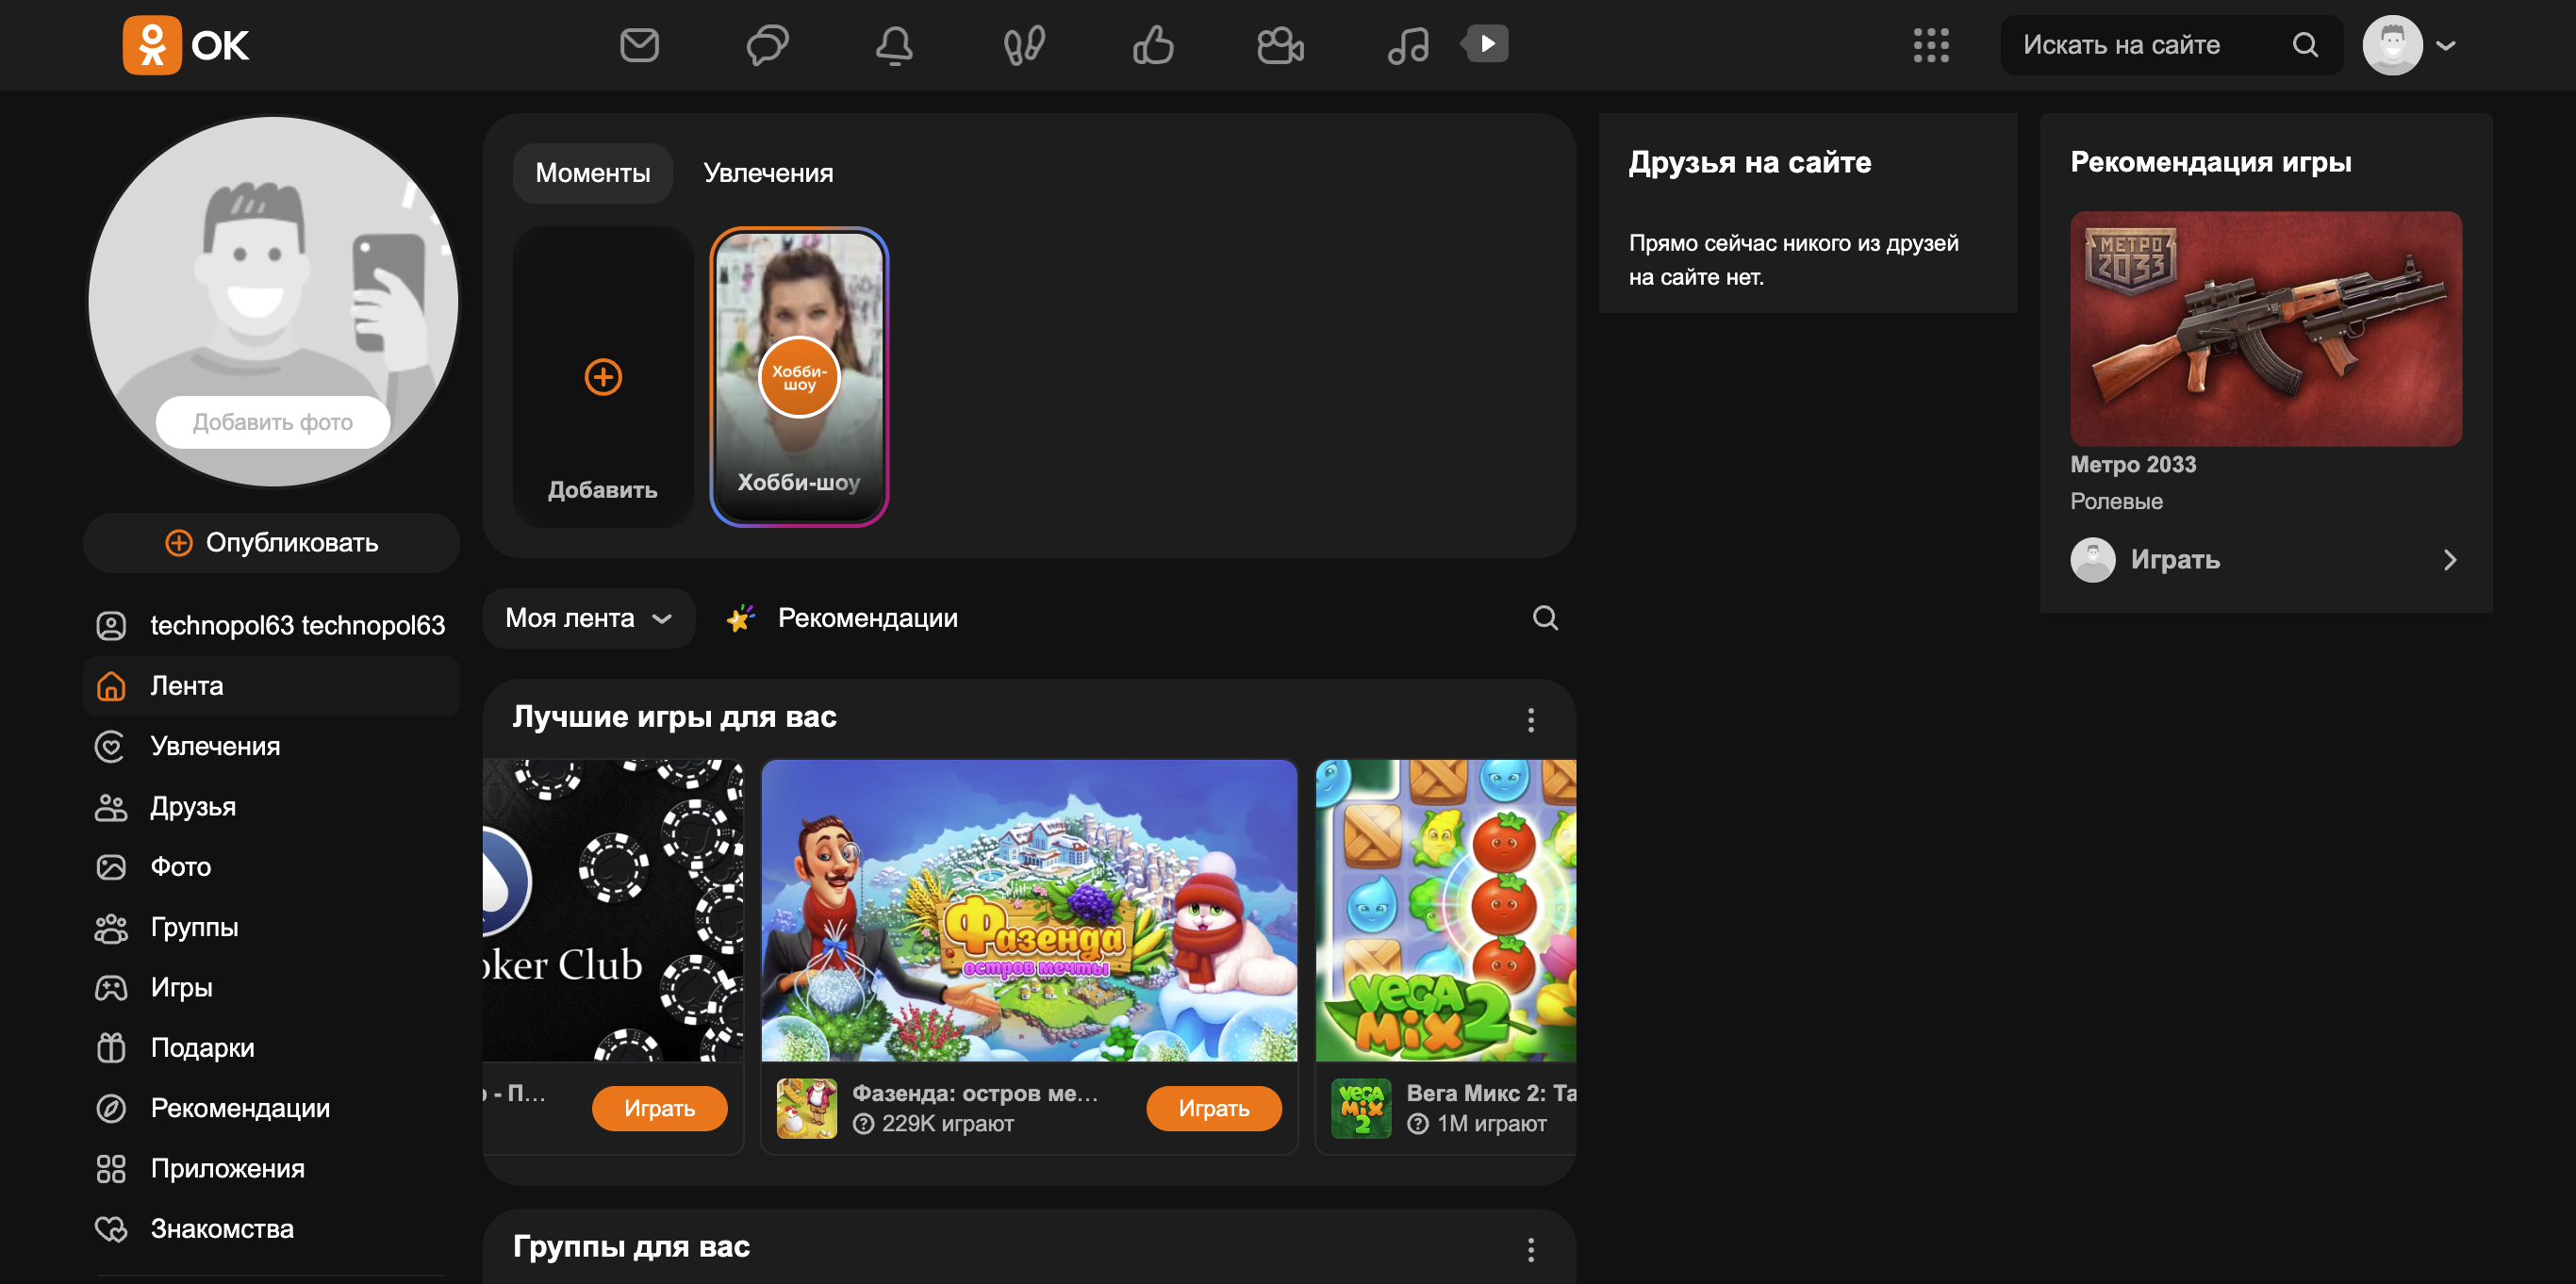 OK
Искать на сайте
Добавить фото
Опубликовать
technopol63 technopol63
Лента
Увлечения
Друзья
Фото
Группы
Игры
Подарки
Рекомендации
Приложения
Знакомства
Моменты
Увлечения
Добавить
Хобби-
шоу
Хобби-шоу
Моя лента
Рекомендации
Лучшие игры для вас
oker Club
- П...
Играть
Фазенда
остров мечты
Фазенда: остров ме...
229K играют
Играть
VEGA
MIX 2
VEGA
MIX
2
Вега Микс 2: Та
1M играют
Группы для вас
Друзья на сайте
Прямо сейчас никого из друзей
на сайте нет.
Рекомендация игры
МЕТРО
2033
Метро 2033
Ролевые
Играть